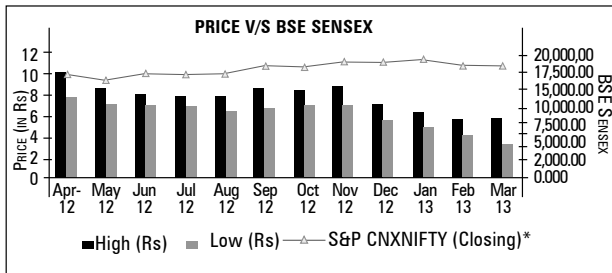 PRICE V/S BSE SENSEX
PRICE (IN RS)
12
10
8
6
4
2
0
20,000,00
17,500.00
15,000.00
12,500.00
10,000.00
7,500.00
5,000.00
2,000.00
0.000
BSE SENSEX
Apr- May Jun Jul Aug Sep Oct Nov Dec Jan Feb Mar
12 12 12 12 12 12 12 12 12 13 13 13
High (Rs) Low (Rs) S&P CNXNIFTY (Closing)*